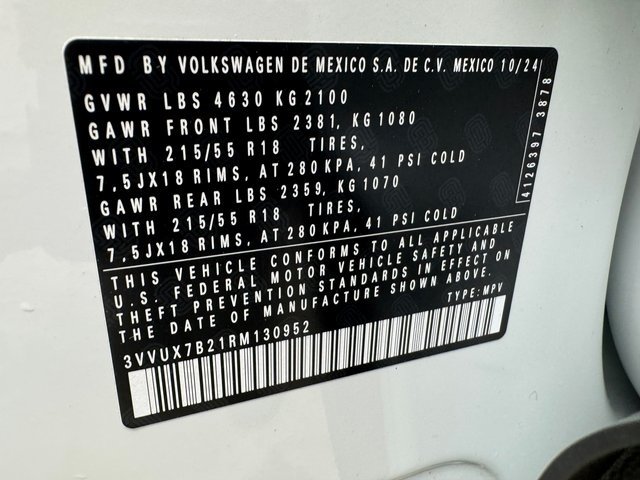 MFD BY VOLKSWAGEN DE MEXICO S.A. DE C.V. MEXICO 10/24
GVWR LBS 4630 KG 2100
GAWR FRONT LBS 2381, KG 1080
WITH 215/55 R18 TIRES,
7,5JX18 RIMS, AT 280 KPA, 41 PSI COLD
GAWR REAR LBS 2359, KG 1070
WITH 215/55 R18 TIRES,
7,5JX18 RIMS, AT 280 KPA, 41 PSI COLD
THIS VEHICLE CONFORMS TO ALL APPLICABLE
U.S. FEDERAL MOTOR VEHICLE SAFETY AND
THEFT PREVENTION STANDARDS IN EFFECT ON
THE DATE OF MANUFACTURE SHOWN ABOVE.
TYPE: MPV
3VVUX7B21RM130952
4126397 3878